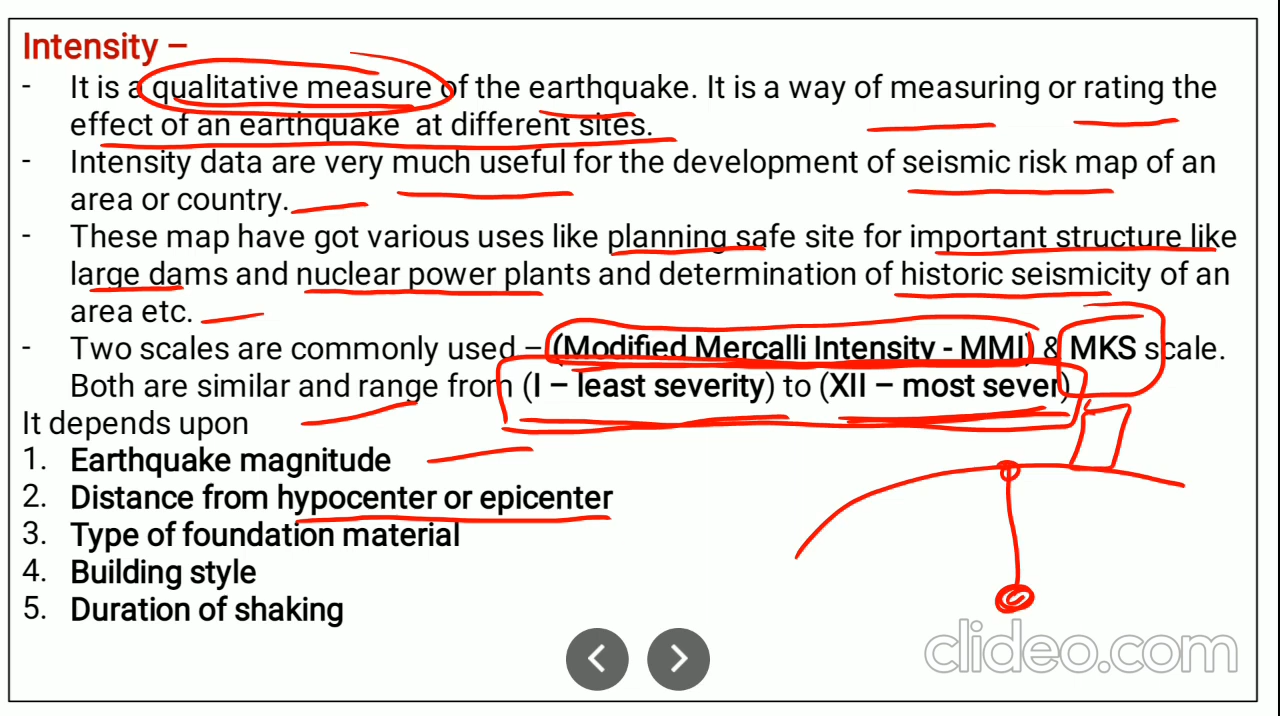 Intensity –
- It is a qualitative measure of the earthquake. It is a way of measuring or rating the
effect of an earthquake at different sites.
- Intensity data are very much useful for the development of seismic risk map of an
area or country.
- These map have got various uses like planning safe site for important structure like
large dams and nuclear power plants and determination of historic seismicity of an
area etc.
- Two scales are commonly used – (Modified Mercalli Intensity - MMI) & MKS scale.
Both are similar and range from (I – least severity) to (XII – most sever)
It depends upon
1. Earthquake magnitude
2. Distance from hypocenter or epicenter
3. Type of foundation material
4. Building style
5. Duration of shaking
clideo.com